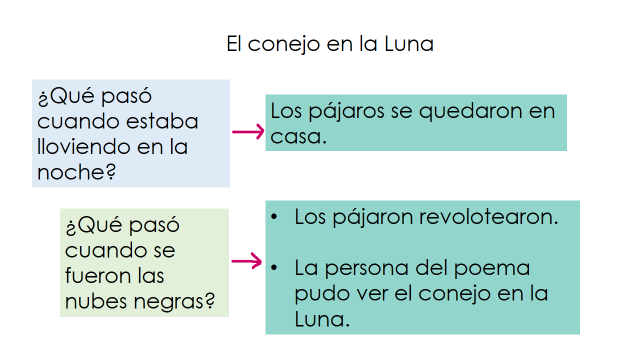 El conejo en la Luna
¿Qué pasó
cuando estaba
lloviendo en la
noche?
Los pájaros se quedaron en
casa.
¿Qué pasó
cuando se
fueron las
nubes negras?
• Los pájaron revolotearon.
• La persona del poema
pudo ver el conejo en la
Luna.